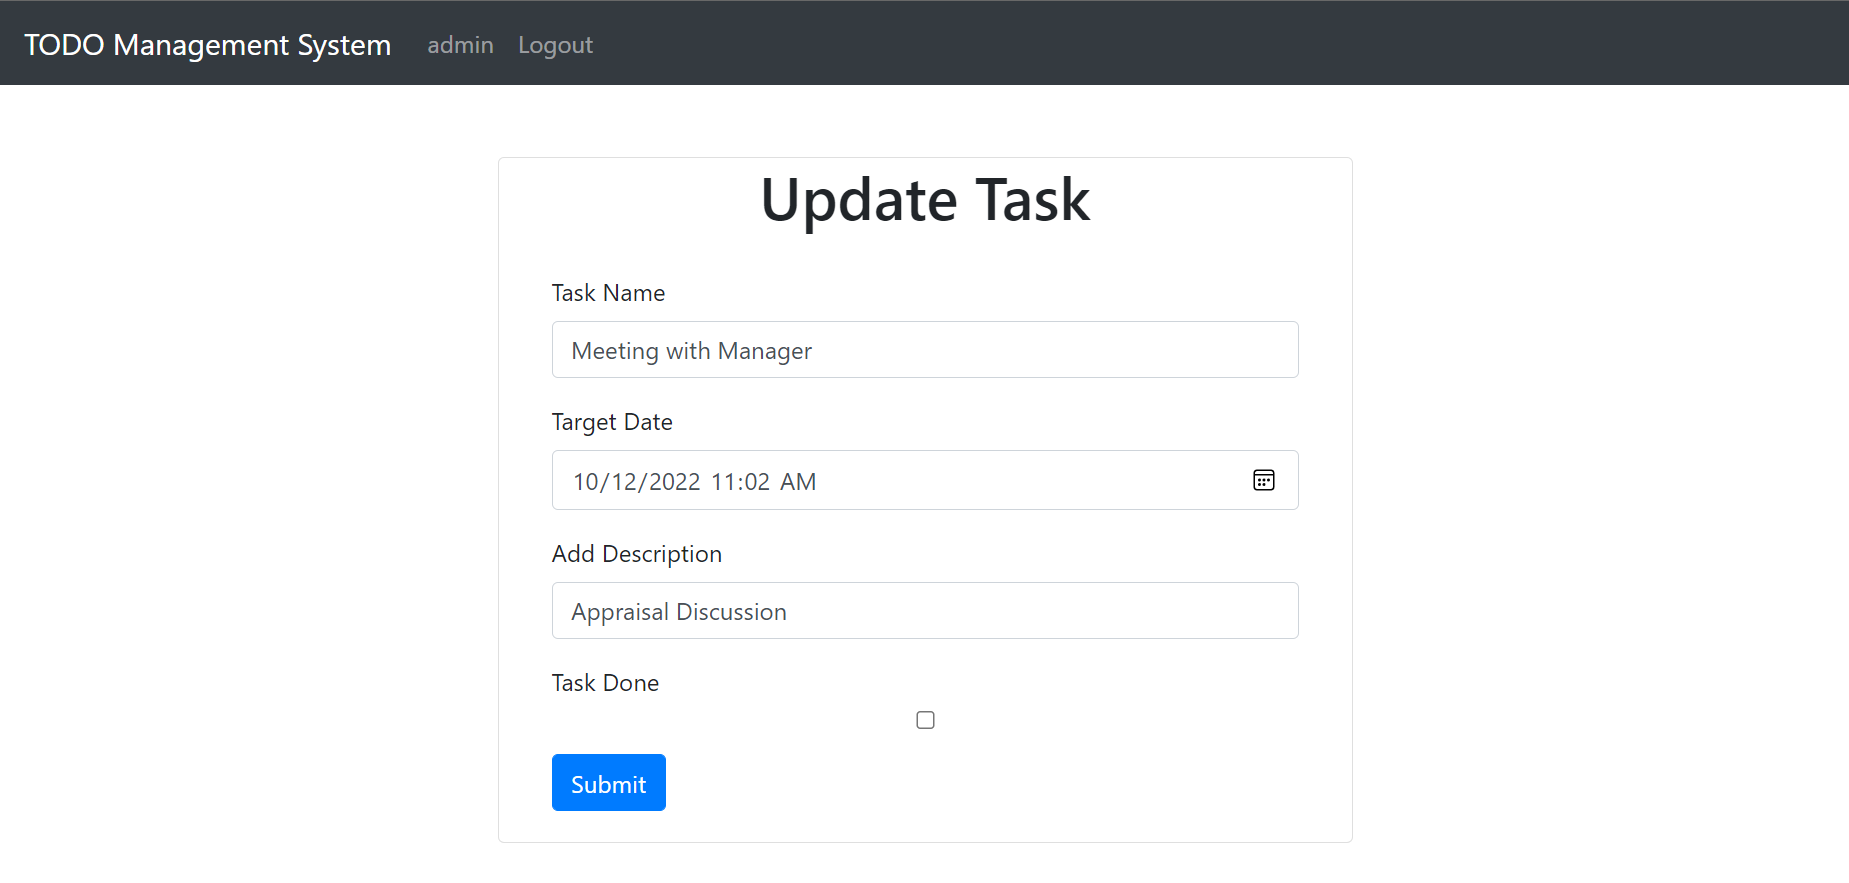 TODO Management System admin Logout
Update Task
Task Name
Meeting with Manager
Target Date
10/12/2022 11:02 AM
Add Description
Appraisal Discussion
Task Done
Submit